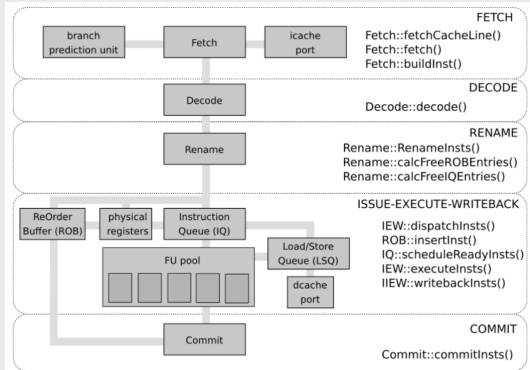 FETCH
branch
prediction unit
Fetch
icache
port
Fetch::fetchCacheLine()
Fetch::fetch()
Fetch::buildInst()
DECODE
Decode
Decode::decode()
RENAME
Rename
Rename::RenameInsts()
Rename::calcFreeROBEntries()
Rename::calcFreeIQEntries()
ISSUE-EXECUTE-WRITEBACK
ReOrder
Buffer (ROB)
physical
registers
Instruction
Queue (IQ)
Load/Store
Queue (LSQ)
FU pool
dcache
port
IEW::dispatchInsts()
ROB::insertInst()
IQ::scheduleReadyInsts()
IEW::executeInsts()
IIEW::writebackInsts()
COMMIT
Commit
Commit::commitInsts()